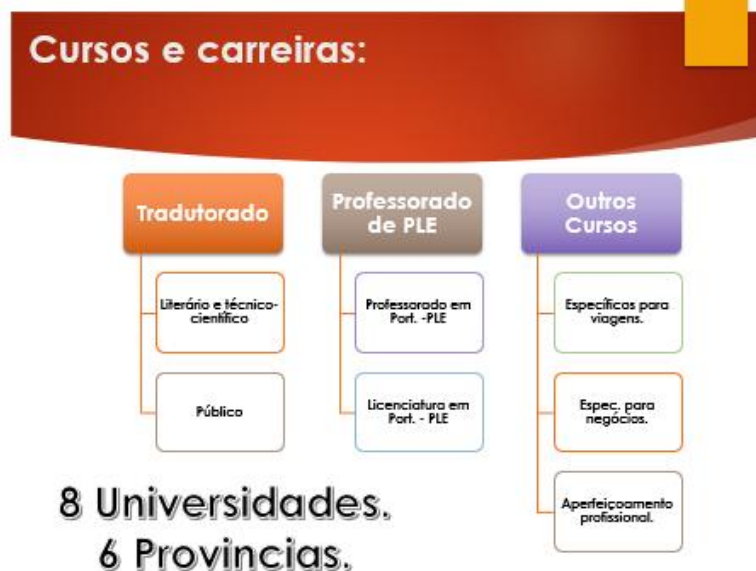 Cursos e carreiras:
Tradutorado
Literário e técnico-
científico
Público
Professorado
de PLE
Professorado em
Port. -PLE
Licenciatura em
Port. - PLE
Outros
Cursos
Específicos para
viagens.
Espec. para
negócios.
Aperfeiçoamento
profissional.
8 Universidades.
6 Provincias.